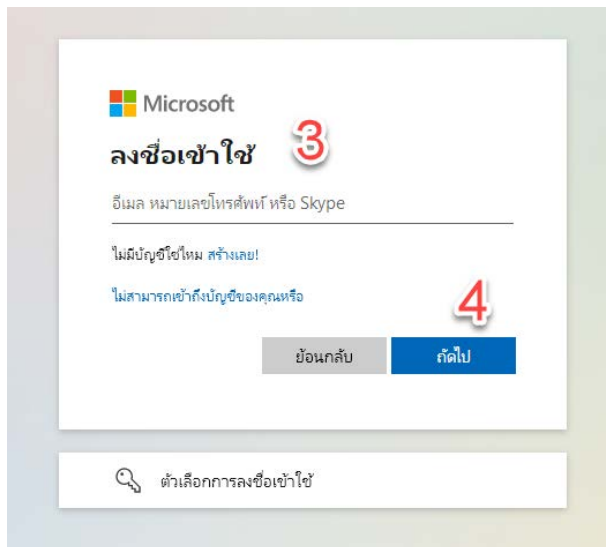 Microsoft
ลงชื่อเข้าใช้ 3
อีเมล หมายเลขโทรศัพท์ หรือ Skype
ไม่มีบัญชีใช่ไหม สร้างเลย!
ไม่สามารถเข้าถึงบัญชีของคุณหรือ
4
ย้อนกลับ ถัดไป
ตัวเลือกการลงชื่อเข้าใช้